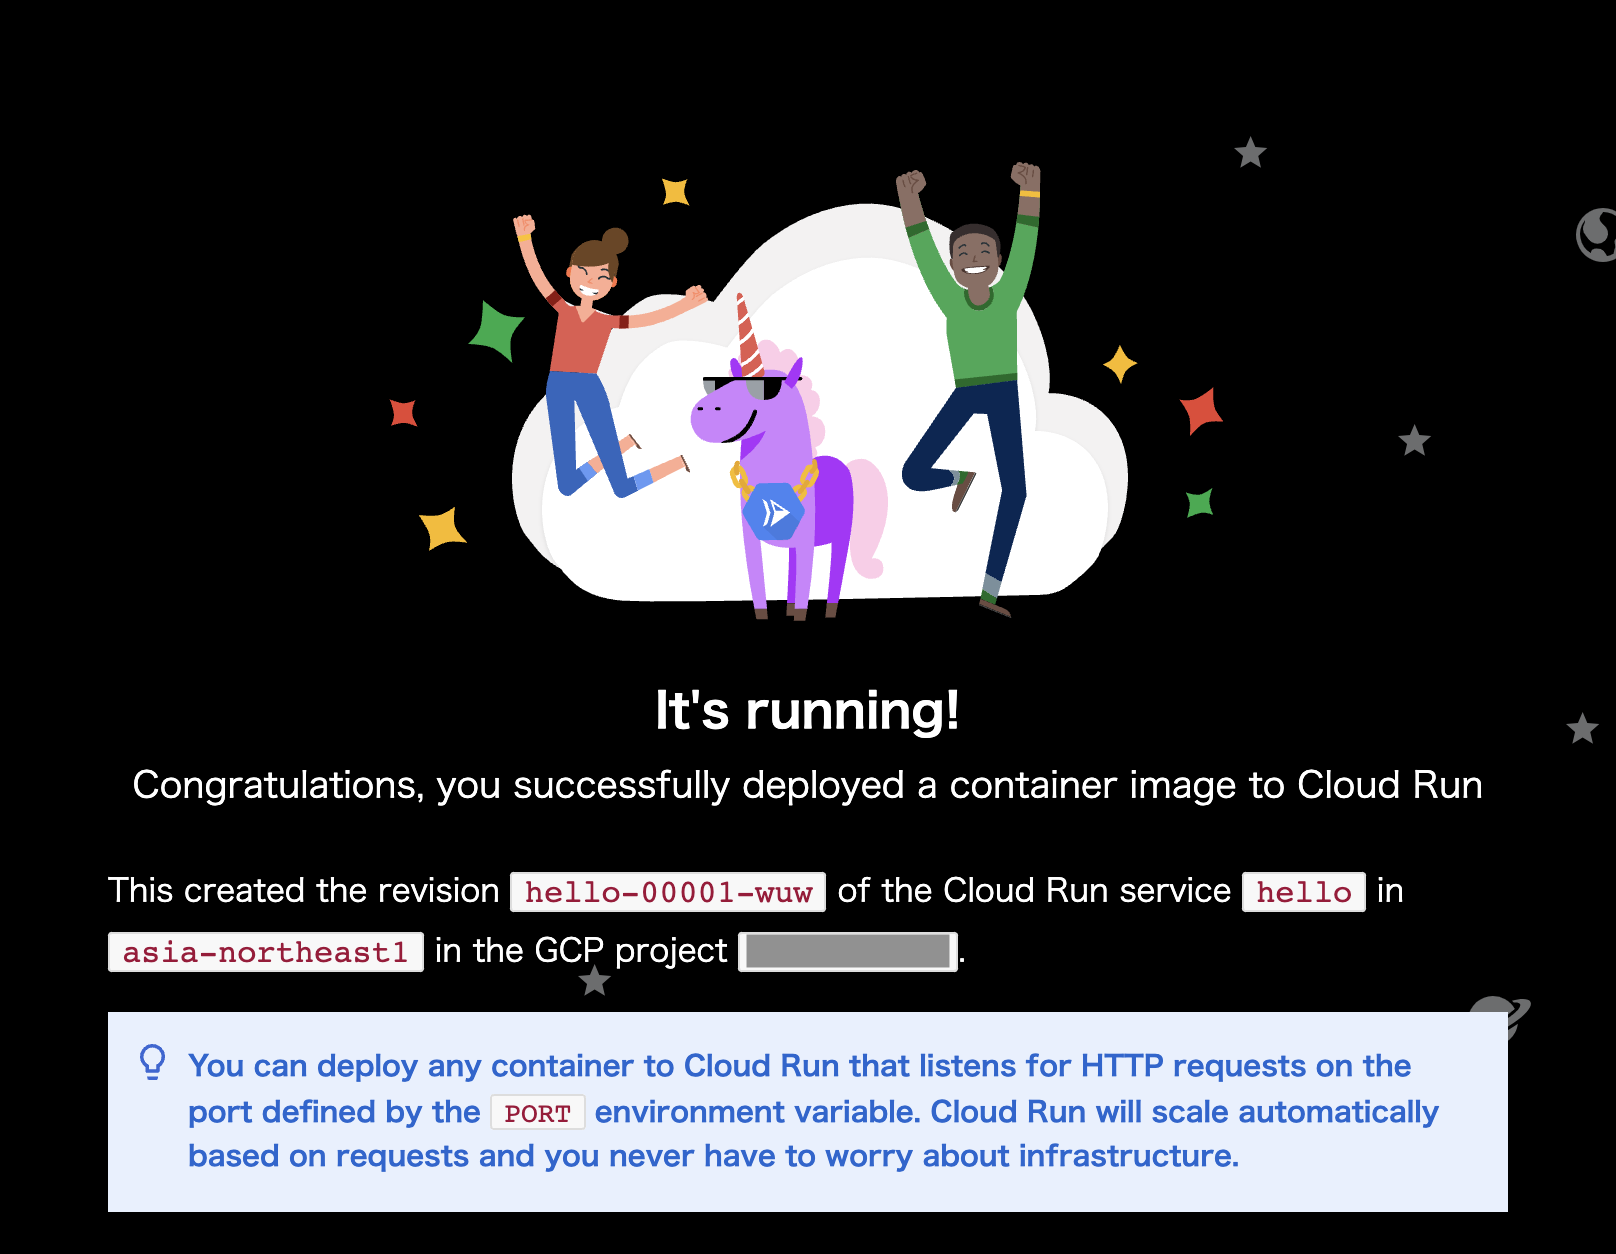 It's running!
Congratulations, you successfully deployed a container image to Cloud Run
This created the revision hello-00001-wuw of the Cloud Run service hello in
asia-northeast1 in the GCP project .
You can deploy any container to Cloud Run that listens for HTTP requests on the
port defined by the PORT environment variable. Cloud Run will scale automatically
based on requests and you never have to worry about infrastructure.